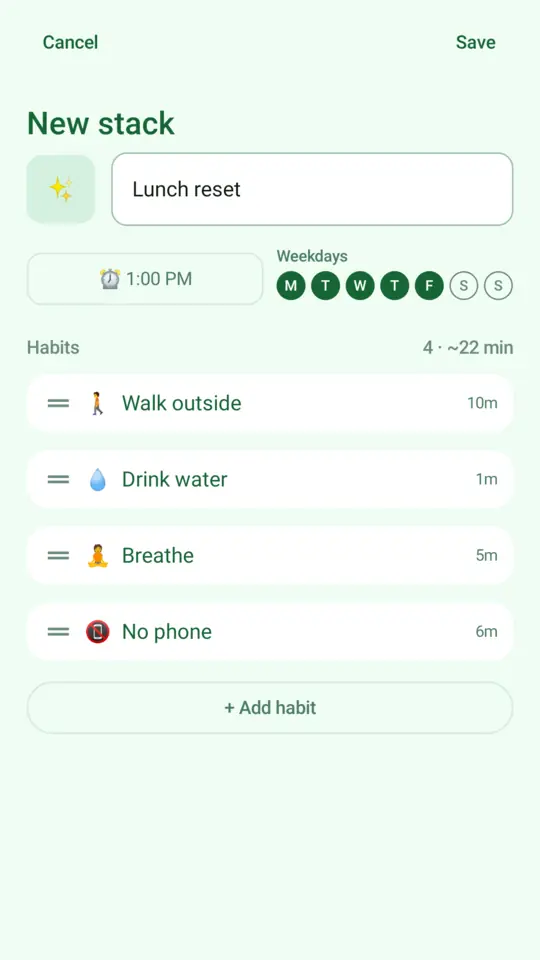 Cancel
Save
New stack
Lunch reset
1:00 PM
Weekdays
M T W T F S S
Habits
4 · ~22 min
Walk outside
10m
Drink water
1m
Breathe
5m
No phone
6m
+ Add habit